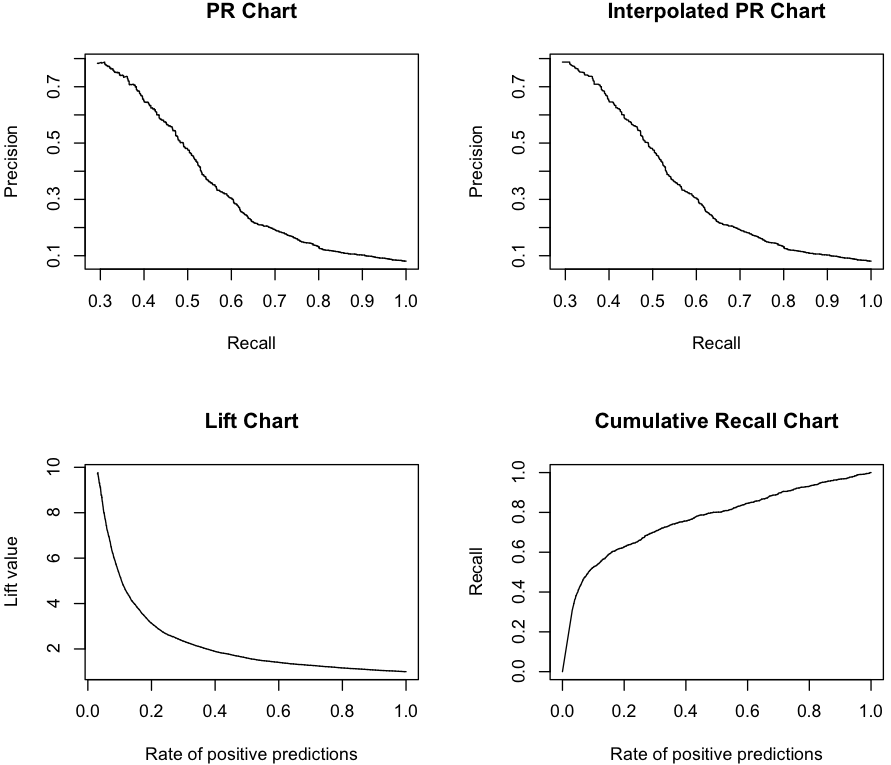 PR Chart
Precision
0.1 0.3 0.5 0.7
0.3 0.4 0.5 0.6 0.7 0.8 0.9 1.0
Recall
Interpolated PR Chart
Precision
0.1 0.3 0.5 0.7
0.3 0.4 0.5 0.6 0.7 0.8 0.9 1.0
Recall
Lift Chart
Lift value
2 4 6 8 10
0.0 0.2 0.4 0.6 0.8 1.0
Rate of positive predictions
Cumulative Recall Chart
Recall
0.0 0.2 0.4 0.6 0.8 1.0
0.0 0.2 0.4 0.6 0.8 1.0
Rate of positive predictions